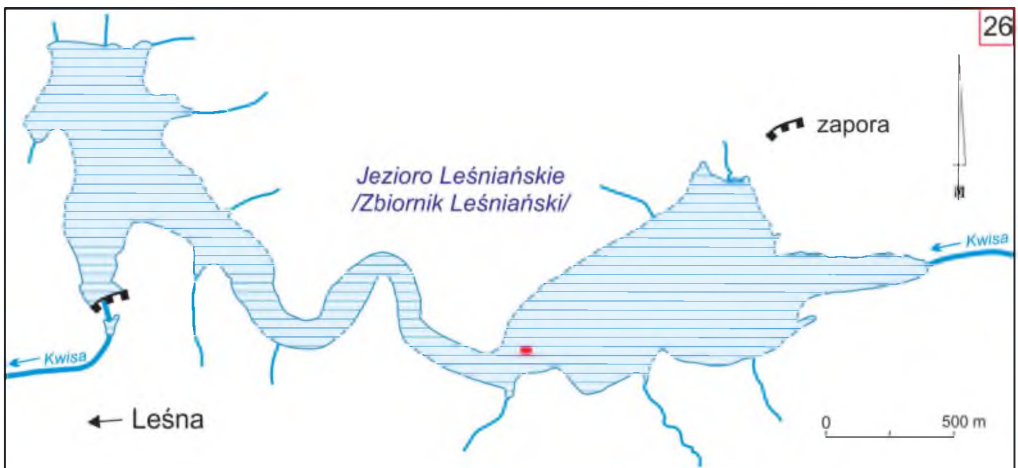 26
zapora
Jezioro Leśniańskie
/Zbiornik Leśniański/
Kwisa
Kwisa
Leśna
0 500 m